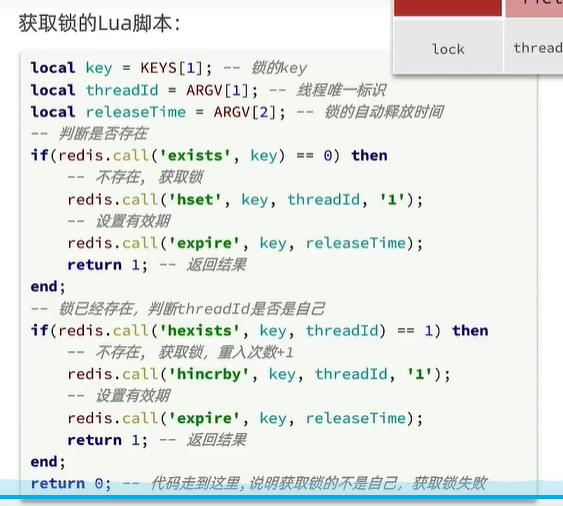 获取锁的Lua脚本：
lock
thread
local key = KEYS[1]; -- 锁的key
local threadId = ARGV[1]; -- 线程唯一标识
local releaseTime = ARGV[2]; -- 锁的自动释放时间
-- 判断是否存在
if(redis.call('exists', key) == 0) then
-- 不存在, 获取锁
redis.call('hset', key, threadId, '1');
-- 设置有效期
redis.call('expire', key, releaseTime);
return 1; -- 返回结果
end;
-- 锁已经存在，判断threadId是否是自己
if(redis.call('hexists', key, threadId) == 1) then
-- 不存在, 获取锁，重入次数+1
redis.call('hincrby', key, threadId, '1');
-- 设置有效期
redis.call('expire', key, releaseTime);
return 1; -- 返回结果
end;
return 0; -- 代码走到这里,说明获取锁的不是自己，获取锁失败